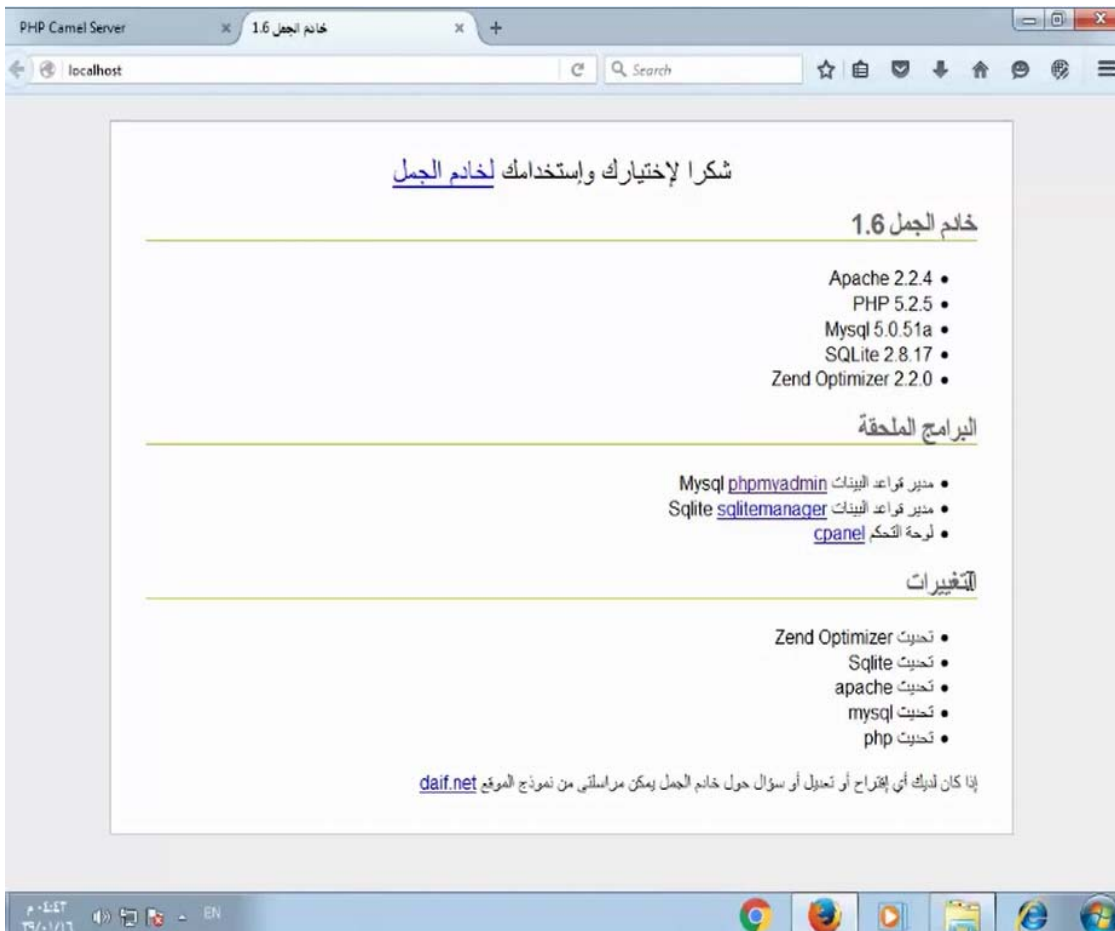 PHP Camel Server
خادم الجمل 1.6
localhost
Search
شكرا لإختيارك وإستخدامك لخادم الجمل
خادم الجمل 1.6
Apache 2.2.4
PHP 5.2.5
Mysql 5.0.51a
SQLite 2.8.17
Zend Optimizer 2.2.0
البرامج الملحقة
مدير قواعد البينات Mysql phpmyadmin
مدير قواعد البينات Sqlite sqlitemanager
لوحة التحكم cpanel
التغييرات
تحديث Zend Optimizer
تحديث Sqlite
تحديث apache
تحديث mysql
تحديث php
إذا كان لديك أي إقتراح أو تعديل أو سؤال حول خادم الجمل يمكن مراسلتي من نموذج الموقع daif.net
EN